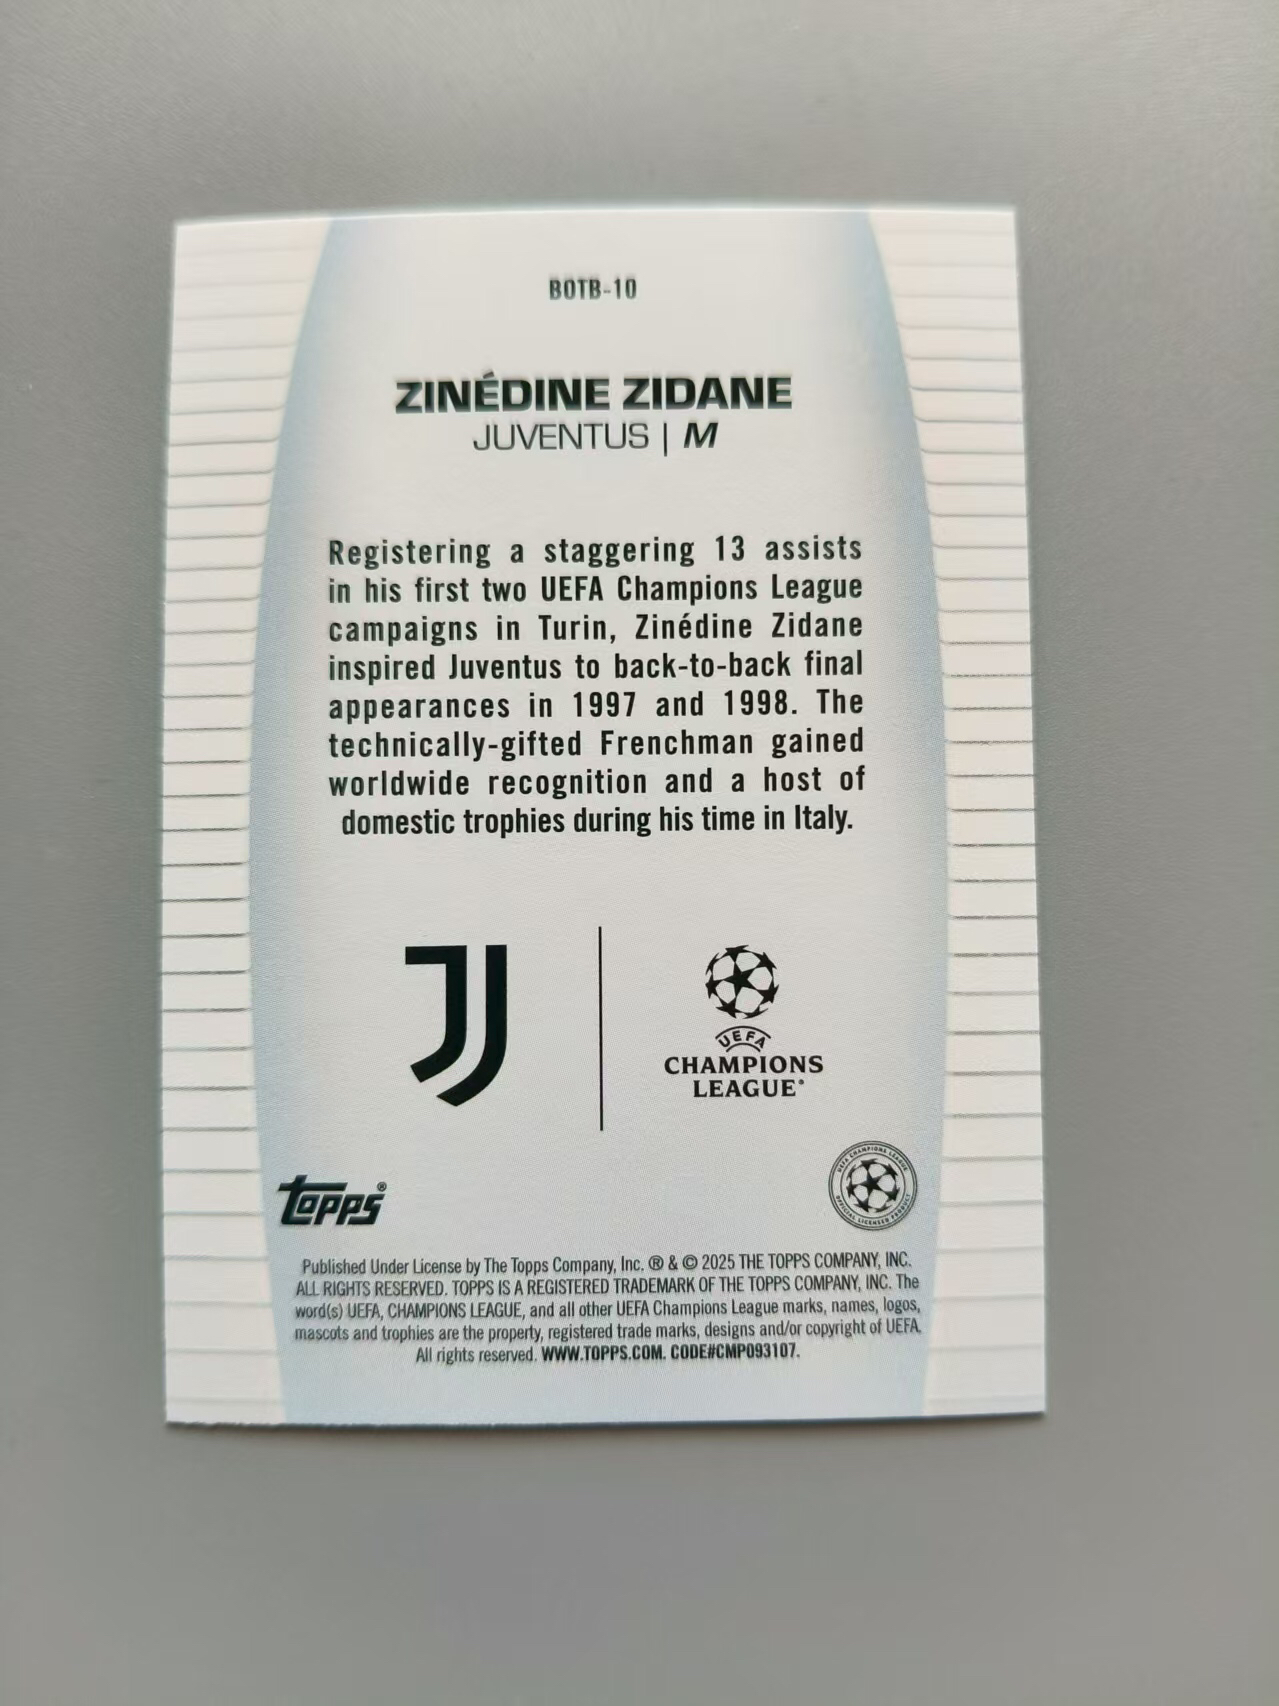 BOTB-10
ZINÉDINE ZIDANE
JUVENTUS | M
Registering a staggering 13 assists
in his first two UEFA Champions League
campaigns in Turin, Zinédine Zidane
inspired Juventus to back-to-back final
appearances in 1997 and 1998. The
technically-gifted Frenchman gained
worldwide recognition and a host of
domestic trophies during his time in Italy.
UEFA
CHAMPIONS
LEAGUE®
UEFA CHAMPIONS LEAGUE
OFFICIAL LICENSED PRODUCT
topps®
Published Under License by The Topps Company, Inc. ® & © 2025 THE TOPPS COMPANY, INC.
ALL RIGHTS RESERVED. TOPPS IS A REGISTERED TRADEMARK OF THE TOPPS COMPANY, INC. The
word(s) UEFA, CHAMPIONS LEAGUE, and all other UEFA Champions League marks, names, logos,
mascots and trophies are the property, registered trade marks, designs and/or copyright of UEFA.
All rights reserved. WWW.TOPPS.COM. CODE#CMP093107.